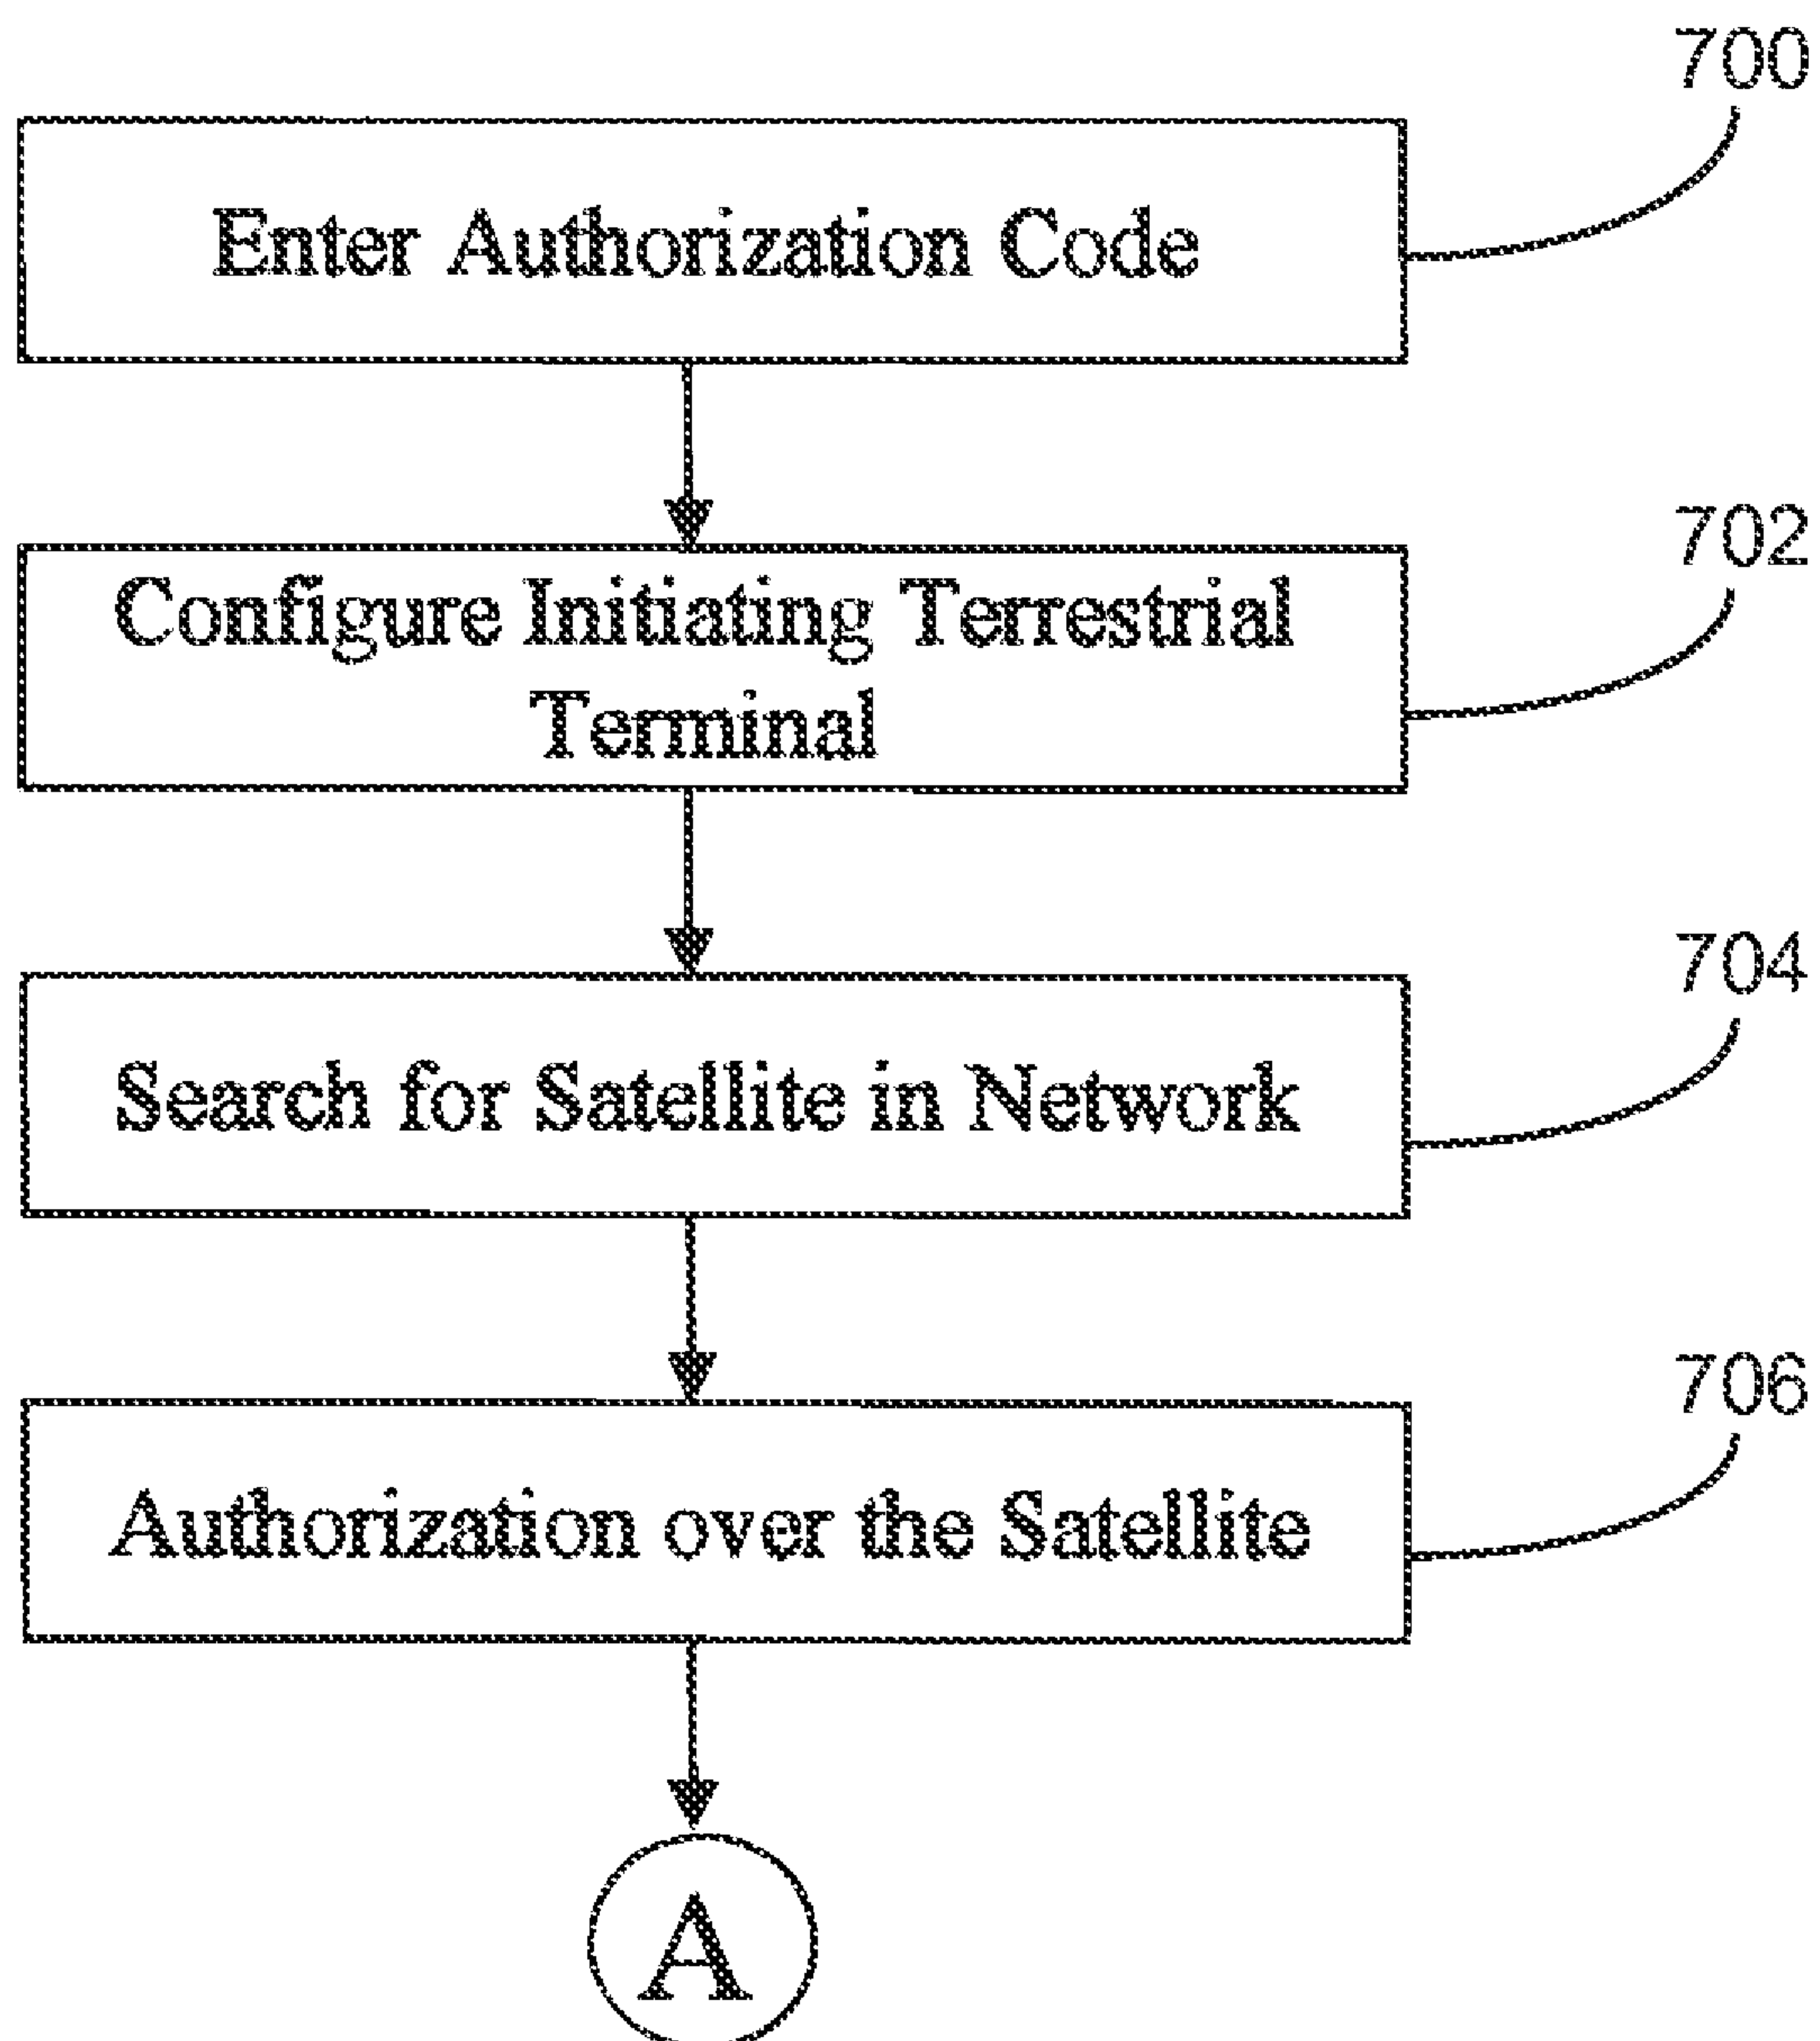 700
Enter Authorization Code
702
Configure Initiating Terrestrial
Terminal
704
Search for Satellite in Network
706
Authorization over the Satellite
A